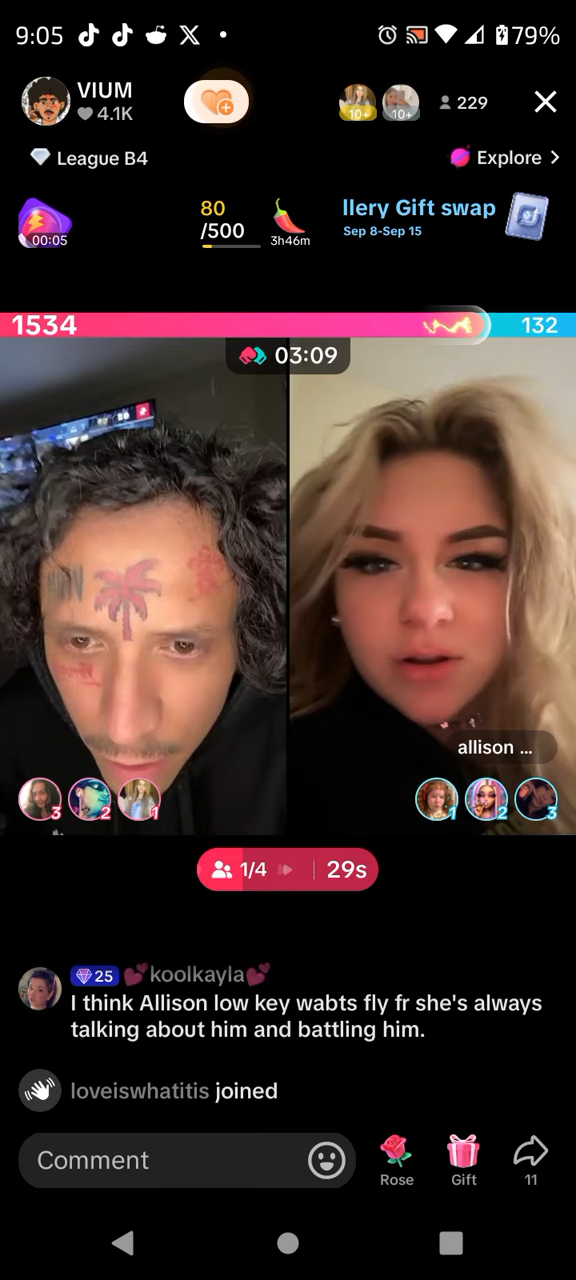 9:05
79%
VIUM
4.1K
10+
10+
229
League B4
Explore
00:05
80
/500
3h46m
llery Gift swap
Sep 8-Sep 15
1534
132
03:09
allison ...
3
2
1
1
2
3
1/4
29s
25
koolkayla
I think Allison low key wabts fly fr she's always
talking about him and battling him.
loveiswhatitis joined
Comment
Rose
Gift
11